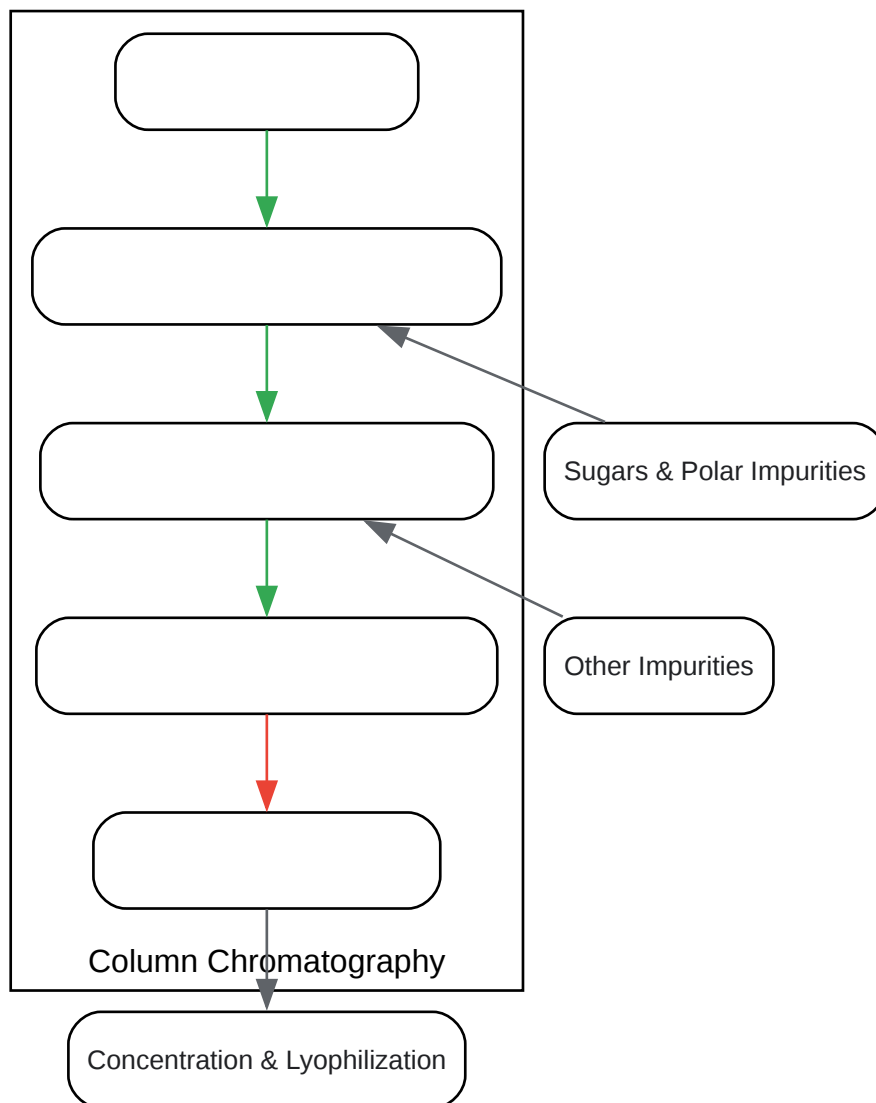 Sugars & Polar Impurities
Other Impurities
Column Chromatography
Concentration & Lyophilization